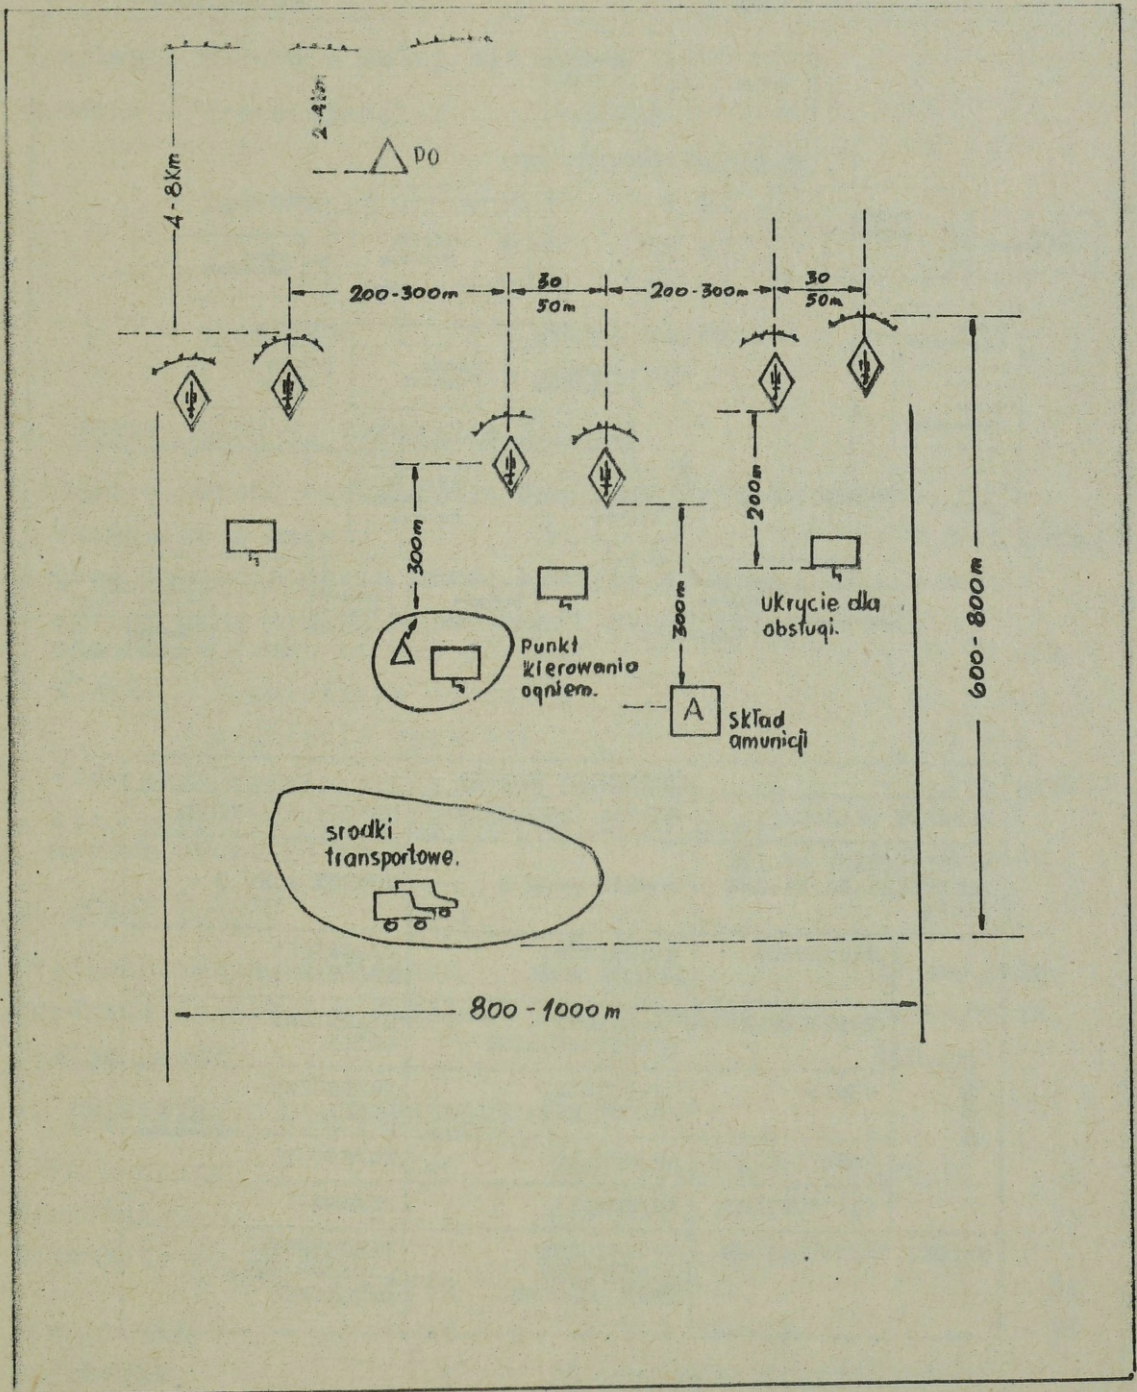 2-4km
PO
4-8Km
200-300m
30
50m
200-300m
30
50m
300m
200m
300m
600-800m
ukrycie dla
obsługi.
Punkt
kierowania
ogniem.
A
skład
amunicji
srodki
transportowe.
800-1000m